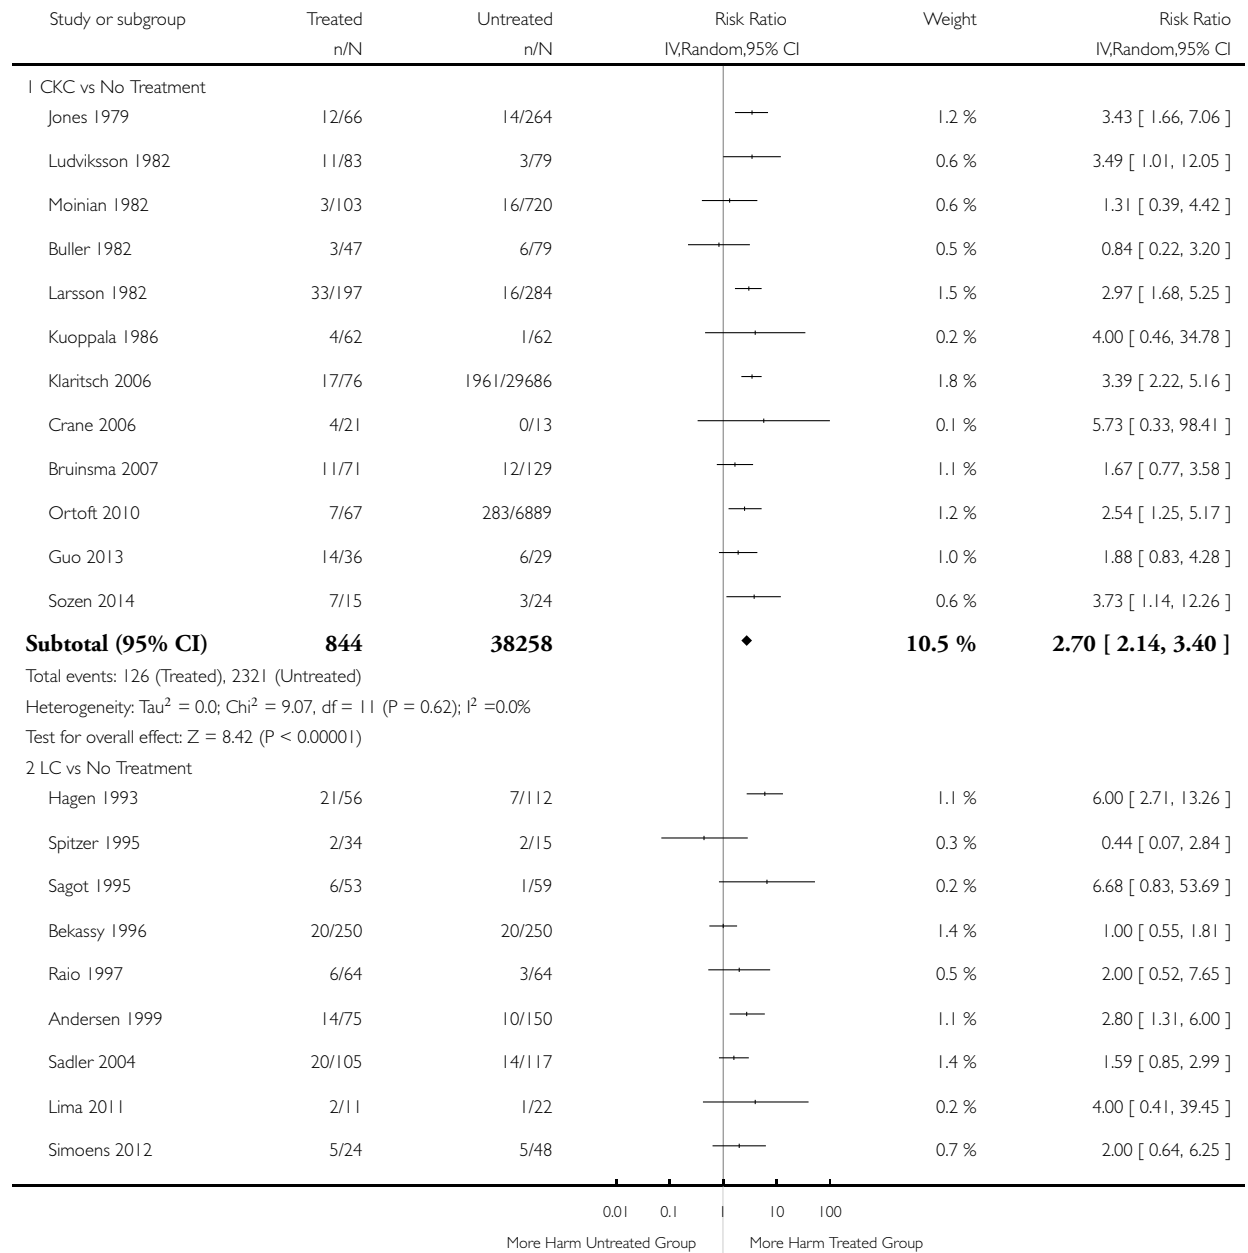 Study or subgroup Treated Untreated Risk Ratio Weight Risk Ratio
n/N n/N IV,Random,95% CI IV,Random,95% CI
1 CKC vs No Treatment
Jones 1979 12/66 14/264 1.2 % 3.43 [ 1.66, 7.06 ]
Ludviksson 1982 11/83 3/79 0.6 % 3.49 [ 1.01, 12.05 ]
Moinian 1982 3/103 16/720 0.6 % 1.31 [ 0.39, 4.42 ]
Buller 1982 3/47 6/79 0.5 % 0.84 [ 0.22, 3.20 ]
Larsson 1982 33/197 16/284 1.5 % 2.97 [ 1.68, 5.25 ]
Kuoppala 1986 4/62 1/62 0.2 % 4.00 [ 0.46, 34.78 ]
Klaritsch 2006 17/76 1961/29686 1.8 % 3.39 [ 2.22, 5.16 ]
Crane 2006 4/21 0/13 0.1 % 5.73 [ 0.33, 98.41 ]
Bruinsma 2007 11/71 12/129 1.1 % 1.67 [ 0.77, 3.58 ]
Ortoft 2010 7/67 283/6889 1.2 % 2.54 [ 1.25, 5.17 ]
Guo 2013 14/36 6/29 1.0 % 1.88 [ 0.83, 4.28 ]
Sozen 2014 7/15 3/24 0.6 % 3.73 [ 1.14, 12.26 ]
Subtotal (95% CI) 844 38258 10.5 % 2.70 [ 2.14, 3.40 ]
Total events: 126 (Treated), 2321 (Untreated)
Heterogeneity: Tau² = 0.0; Chi² = 9.07, df = 11 (P = 0.62); I² =0.0%
Test for overall effect: Z = 8.42 (P < 0.00001)
2 LC vs No Treatment
Hagen 1993 21/56 7/112 1.1 % 6.00 [ 2.71, 13.26 ]
Spitzer 1995 2/34 2/15 0.3 % 0.44 [ 0.07, 2.84 ]
Sagot 1995 6/53 1/59 0.2 % 6.68 [ 0.83, 53.69 ]
Bekassy 1996 20/250 20/250 1.4 % 1.00 [ 0.55, 1.81 ]
Raio 1997 6/64 3/64 0.5 % 2.00 [ 0.52, 7.65 ]
Andersen 1999 14/75 10/150 1.1 % 2.80 [ 1.31, 6.00 ]
Sadler 2004 20/105 14/117 1.4 % 1.59 [ 0.85, 2.99 ]
Lima 2011 2/11 1/22 0.2 % 4.00 [ 0.41, 39.45 ]
Simoens 2012 5/24 5/48 0.7 % 2.00 [ 0.64, 6.25 ]
0.01 0.1 1 10 100
More Harm Untreated Group More Harm Treated Group